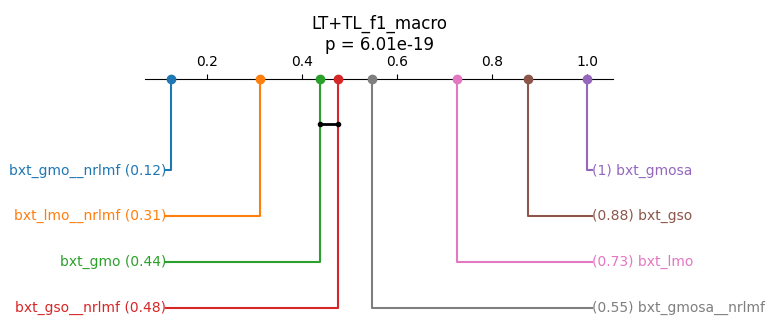 LT+TL_f1_macro
p = 6.01e-19
0.2 0.4 0.6 0.8 1.0
bxt_gmo__nrlmf (0.12) (1) bxt_gmosa
bxt_lmo__nrlmf (0.31) (0.88) bxt_gso
bxt_gmo (0.44) (0.73) bxt_lmo
bxt_gso__nrlmf (0.48) (0.55) bxt_gmosa__nrlmf